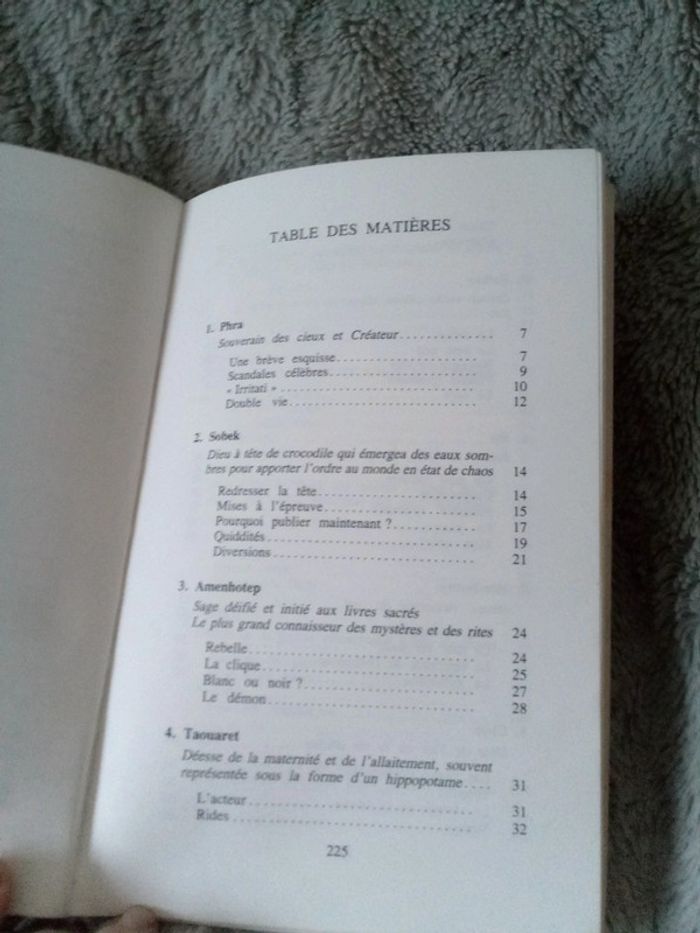 TABLE DES MATIÈRES
1. Phra
Souverain des cieux et Créateur.............. 7
Une brève esquisse..................... 7
Scandales célèbres...................... 9
« Irritati »............................. 10
Double vie............................. 12
2. Sobek
Dieu à tête de crocodile qui émergea des eaux som-
bres pour apporter l'ordre au monde en état de chaos 14
Redresser la tête........................ 14
Mises à l'épreuve....................... 15
Pourquoi publier maintenant ?............ 17
Quiddités.............................. 19
Diversions............................. 21
3. Amenhotep
Sage déifié et initié aux livres sacrés
Le plus grand connaisseur des mystères et des rites 24
Rebelle................................ 24
La clique.............................. 25
Blanc ou noir ?......................... 27
Le démon.............................. 28
4. Taouaret
Déesse de la maternité et de l'allaitement, souvent
représentée sous la forme d'un hippopotame.... 31
L'acteur............................... 31
Rides ................................. 32
225